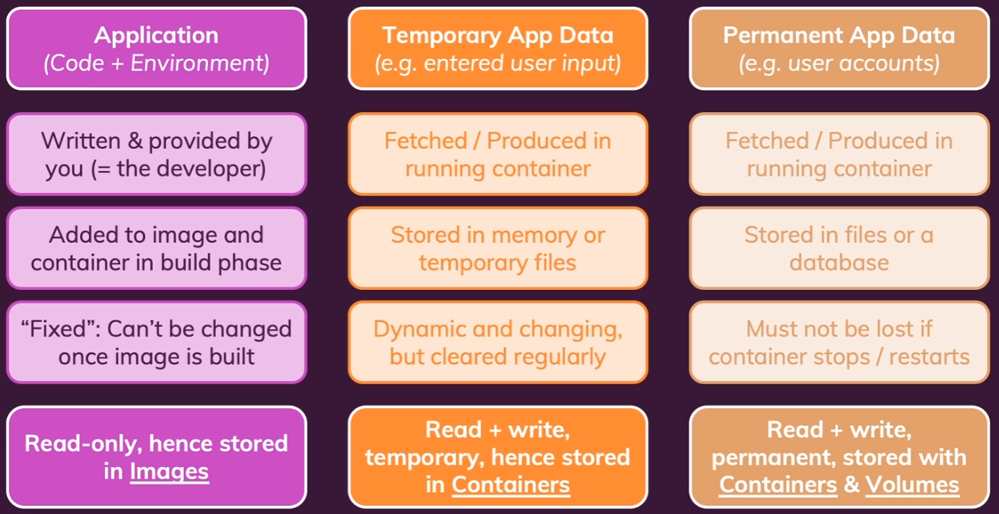 Application
(Code + Environment)
Written & provided by
you (= the developer)
Added to image and
container in build phase
“Fixed”: Can’t be changed
once image is built
Read-only, hence stored
in Images
Temporary App Data
(e.g. entered user input)
Fetched / Produced in
running container
Stored in memory or
temporary files
Dynamic and changing,
but cleared regularly
Read + write,
temporary, hence stored
in Containers
Permanent App Data
(e.g. user accounts)
Fetched / Produced in
running container
Stored in files or a
database
Must not be lost if
container stops / restarts
Read + write,
permanent, stored with
Containers & Volumes